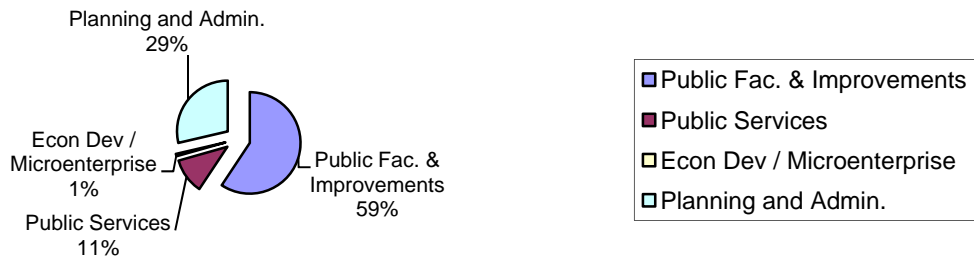 Planning and Admin.
29%
Econ Dev /
Microenterprise
1%
Public Services
11%
Public Fac. &
Improvements
59%
Public Fac. & Improvements
Public Services
Econ Dev / Microenterprise
Planning and Admin.